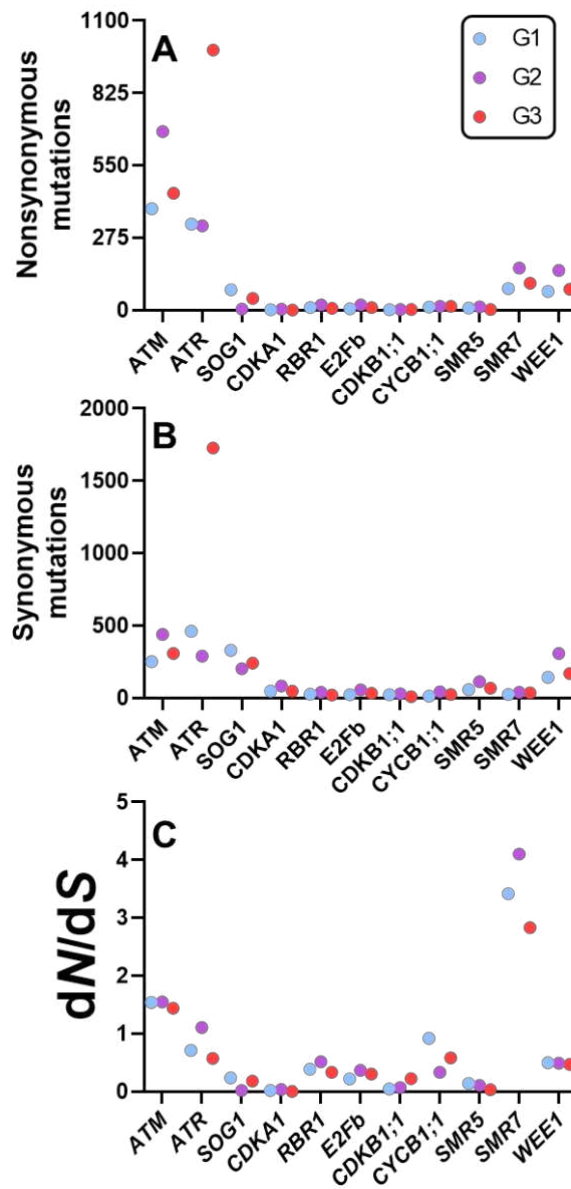 A
G1
G2
G3
Nonsynonymous
mutations
1100
825
550
275
0
ATM
ATR
SOG1
CDKA1
RBR1
E2Fb
CDKB1;1
CYCB1;1
SMR5
SMR7
WEE1
B
Synonymous
mutations
2000
1500
1000
500
0
ATM
ATR
SOG1
CDKA1
RBR1
E2Fb
CDKB1;1
CYCB1;1
SMR5
SMR7
WEE1
C
dN/dS
5
4
3
2
1
0
ATM
ATR
SOG1
CDKA1
RBR1
E2Fb
CDKB1;1
CYCB1;1
SMR5
SMR7
WEE1